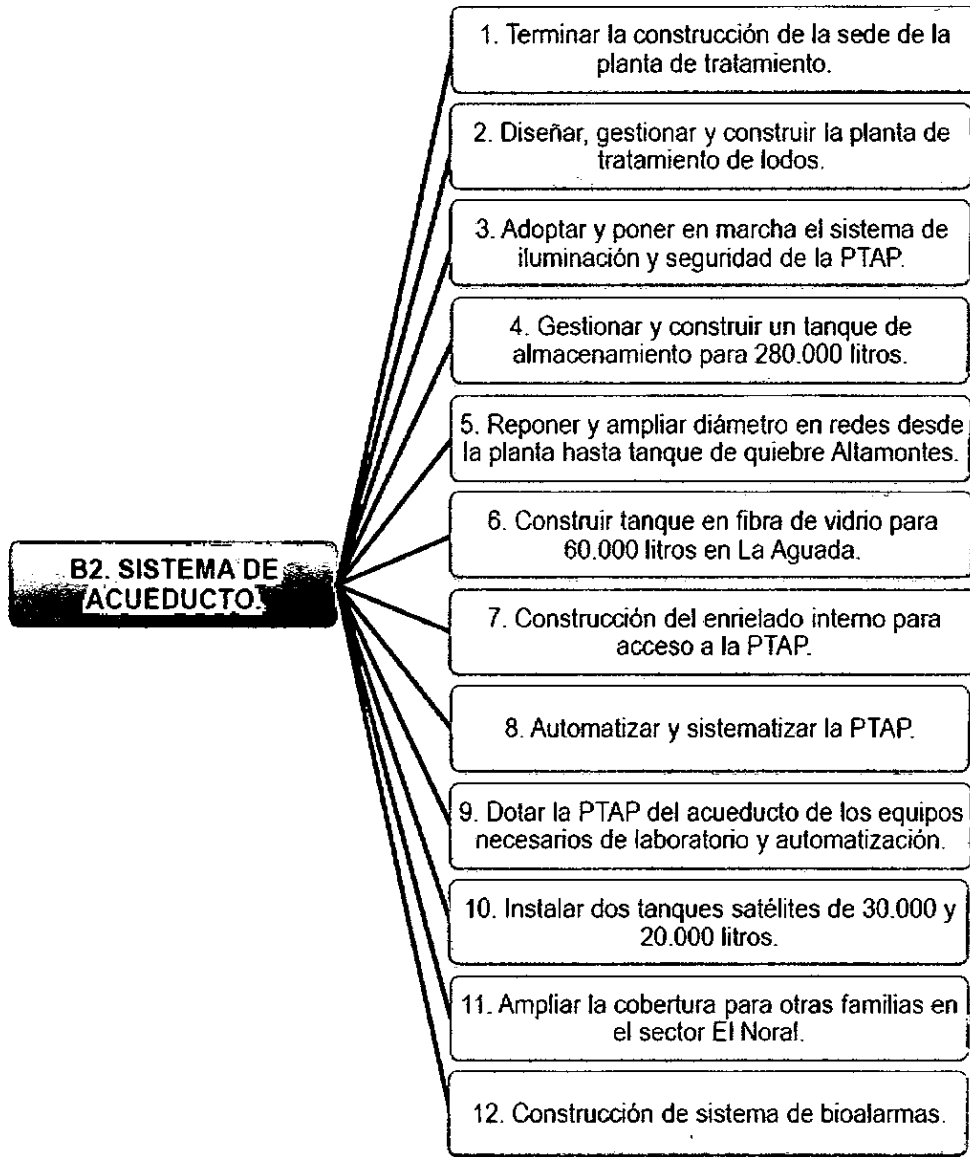 1. Terminar la construcción de la sede de la
planta de tratamiento.
2. Diseñar, gestionar y construir la planta de
tratamiento de lodos.
3. Adoptar y poner en marcha el sistema de
iluminación y seguridad de la PTAP.
4. Gestionar y construir un tanque de
almacenamiento para 280.000 litros.
5. Reponer y ampliar diámetro en redes desde
la planta hasta tanque de quiebre Altamontes.
6. Construir tanque en fibra de vidrio para
60.000 litros en La Aguada.
B2. SISTEMA DE
ACUEDUCTO.
7. Construcción del enrielado interno para
acceso a la PTAP.
8. Automatizar y sistematizar la PTAP.
9. Dotar la PTAP del acueducto de los equipos
necesarios de laboratorio y automatización.
10. Instalar dos tanques satélites de 30.000 y
20.000 litros.
11. Ampliar la cobertura para otras familias en
el sector El Noral.
12. Construcción de sistema de bioalarmas.